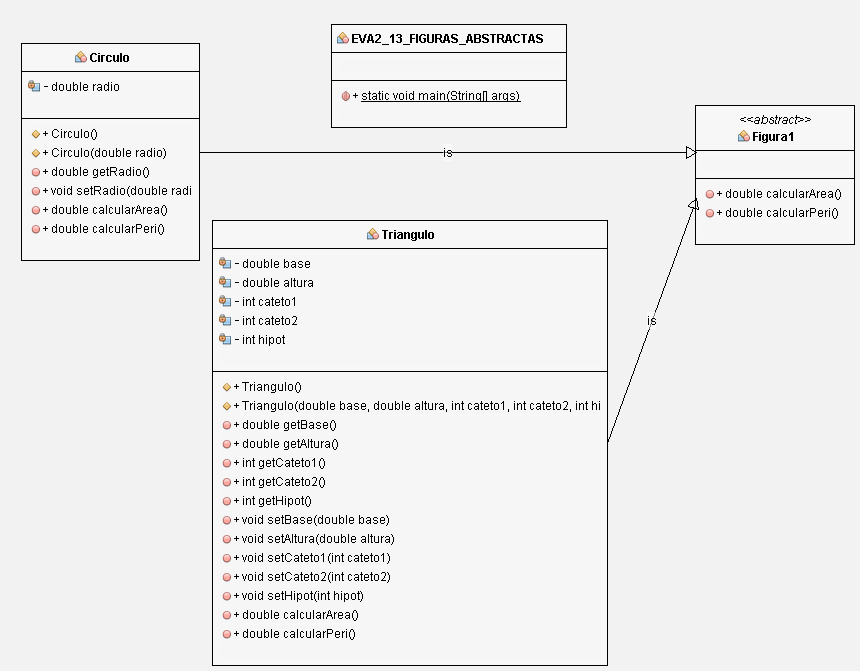 Circulo
- double radio
+ Circulo()
+ Circulo(double radio)
+ double getRadio()
+ void setRadio(double radi
+ double calcularArea()
+ double calcularPeri()
EVA2_13_FIGURAS_ABSTRACTAS
+ static void main(String[] args)
is
<<abstract>>
Figura1
+ double calcularArea()
+ double calcularPeri()
Triangulo
- double base
- double altura
- int cateto1
- int cateto2
- int hipot
+ Triangulo()
+ Triangulo(double base, double altura, int cateto1, int cateto2, int hi
+ double getBase()
+ double getAltura()
+ int getCateto1()
+ int getCateto2()
+ int getHipot()
+ void setBase(double base)
+ void setAltura(double altura)
+ void setCateto1(int cateto1)
+ void setCateto2(int cateto2)
+ void setHipot(int hipot)
+ double calcularArea()
+ double calcularPeri()
is